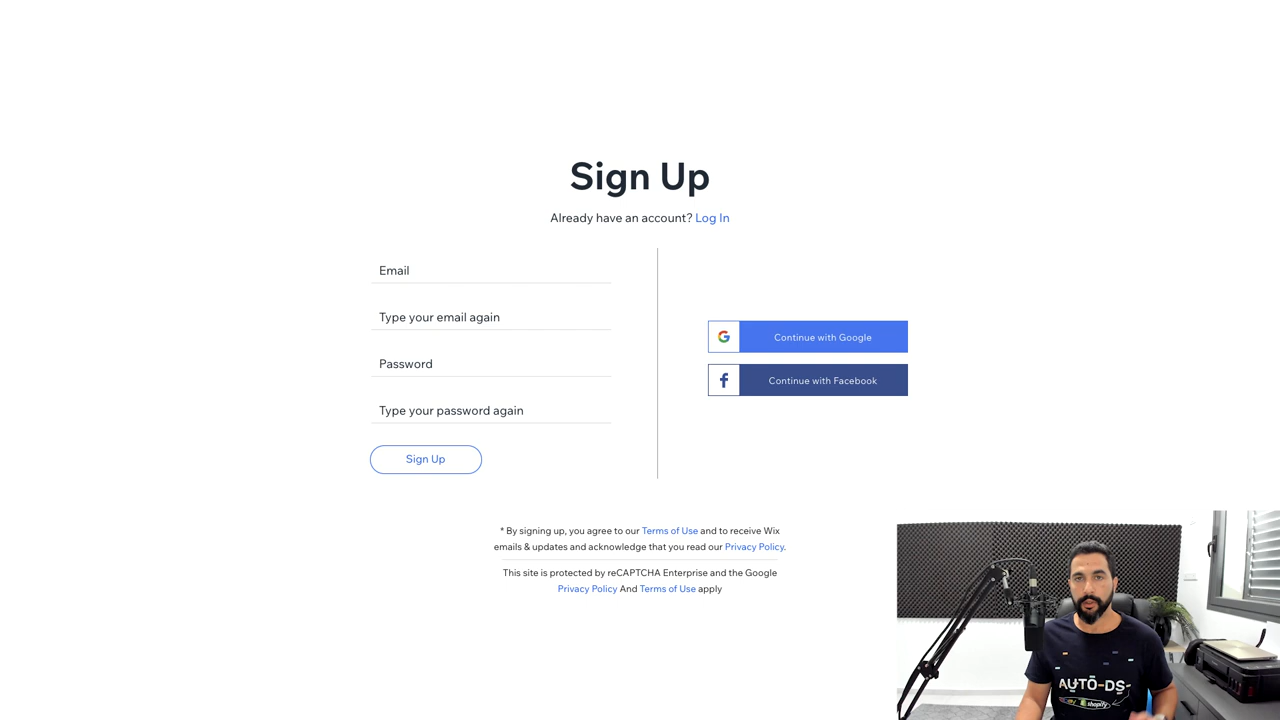 Sign Up
Already have an account? Log In
Email
Type your email again
Password
Type your password again
Sign Up
Continue with Google
Continue with Facebook
* By signing up, you agree to our Terms of Use and to receive Wix
emails & updates and acknowledge that you read our Privacy Policy.
This site is protected by reCAPTCHA Enterprise and the Google
Privacy Policy And Terms of Use apply
AUTO-DS
shopify